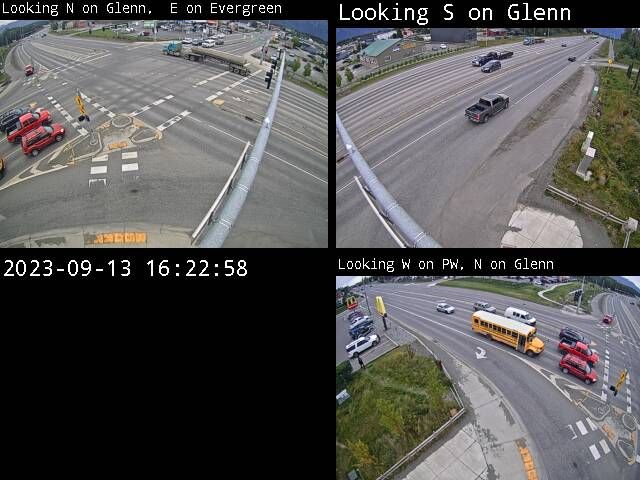 Looking N on Glenn,  E on Evergreen
Looking S on Glenn
2023-09-13 16:22:58
Looking W on PW, N on Glenn